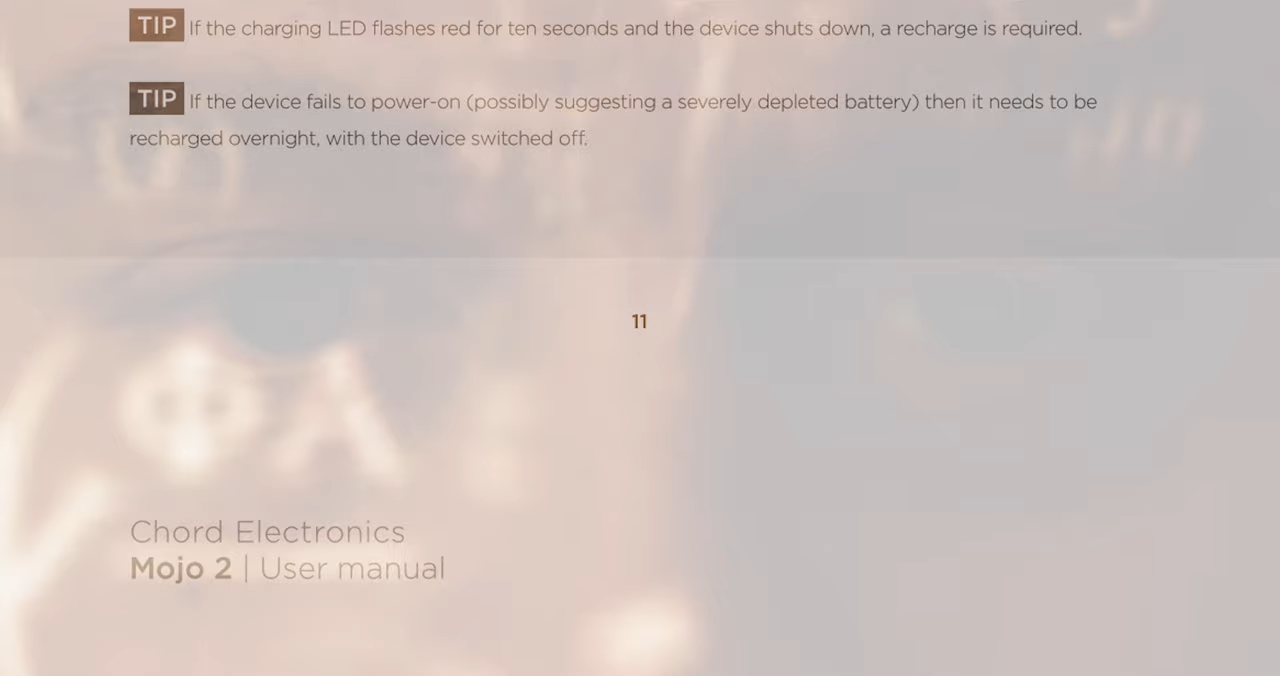 TIP If the charging LED flashes red for ten seconds and the device shuts down, a recharge is required.
TIP If the device fails to power-on (possibly suggesting a severely depleted battery) then it needs to be
recharged overnight, with the device switched off.
11
ΦΑ
Chord Electronics
Mojo 2 | User manual